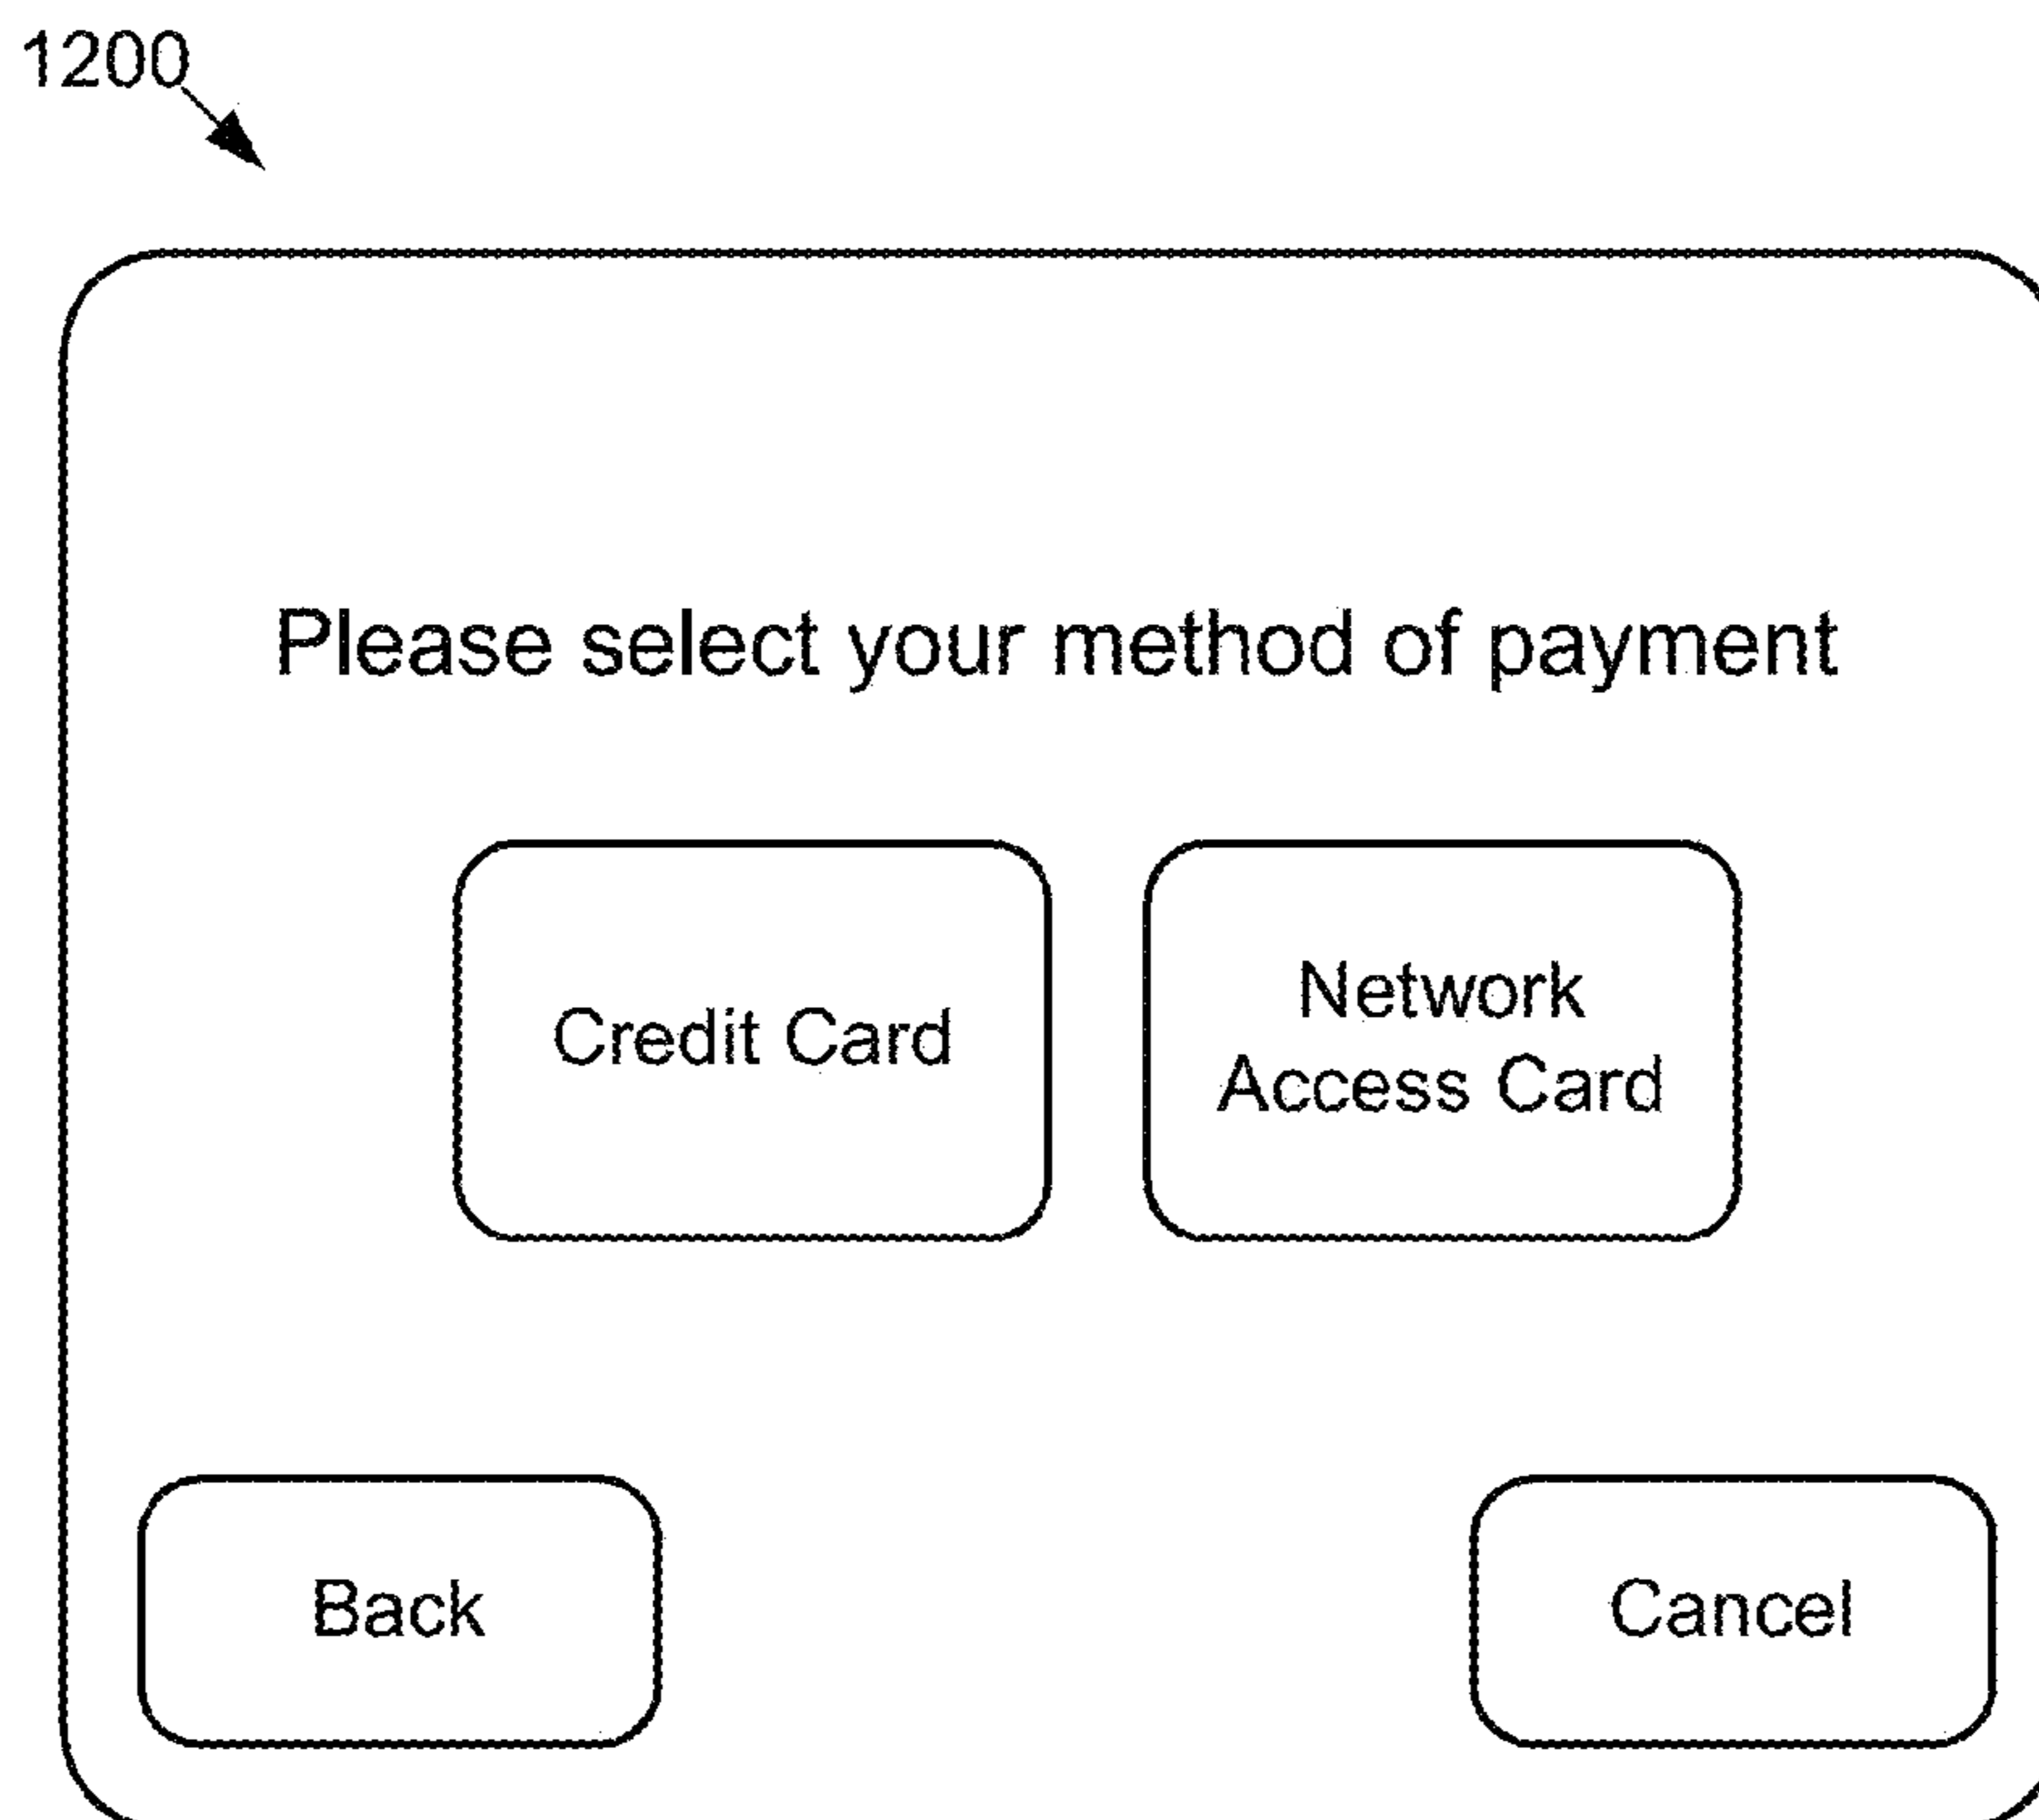 1200
Please select your method of payment
Credit Card
Network
Access Card
Back
Cancel